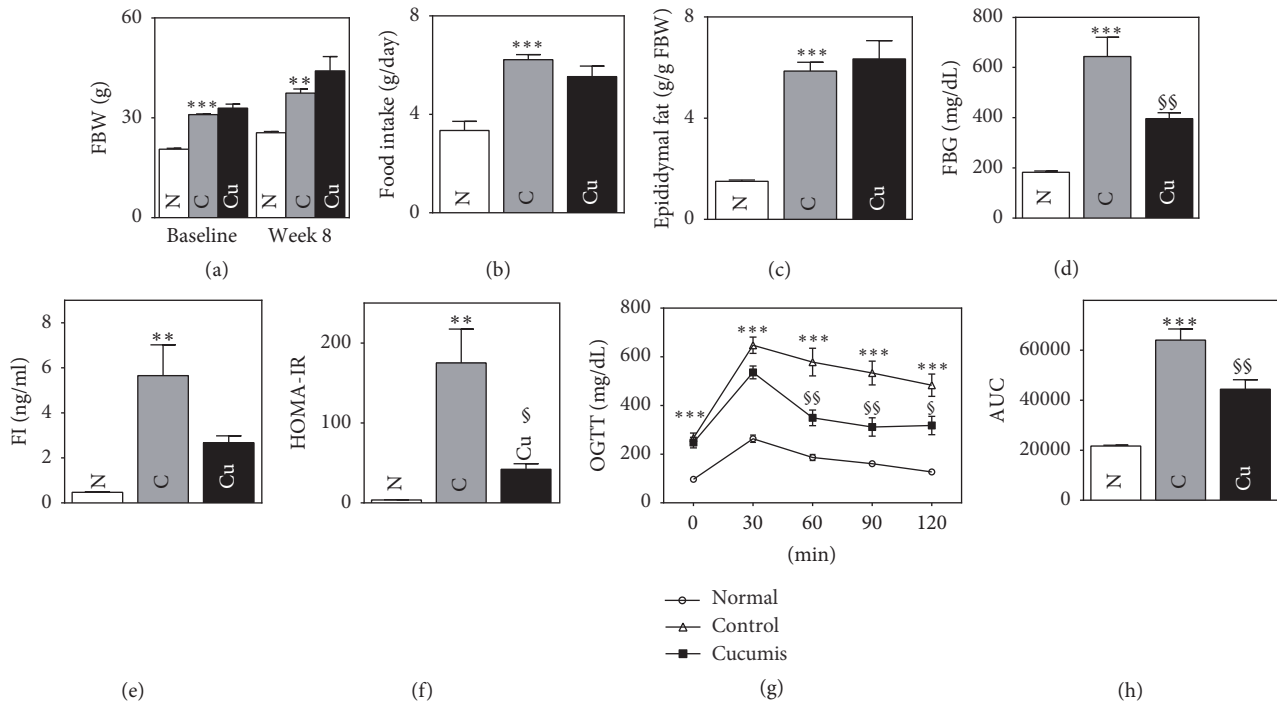 FBW (g)
60
30
0
***
**
N
C
Cu
N
C
Cu
Baseline
Week 8
(a)
Food intake (g/day)
8
4
0
***
N
C
Cu
(b)
Epididymal fat (g/g FBW)
8
4
0
***
N
C
Cu
(c)
FBG (mg/dL)
800
600
400
200
0
***
§§
N
C
Cu
(d)
FI (ng/ml)
8
6
4
2
0
**
N
C
Cu
(e)
HOMA-IR
200
100
0
**
§
N
C
Cu
(f)
OGTT (mg/dL)
800
600
400
200
0
***
***
***
***
***
§§
§§
§
0
30
60
90
120
(min)
Normal
Control
Cucumis
(g)
AUC
80000
60000
40000
20000
0
***
§§
N
C
Cu
(h)